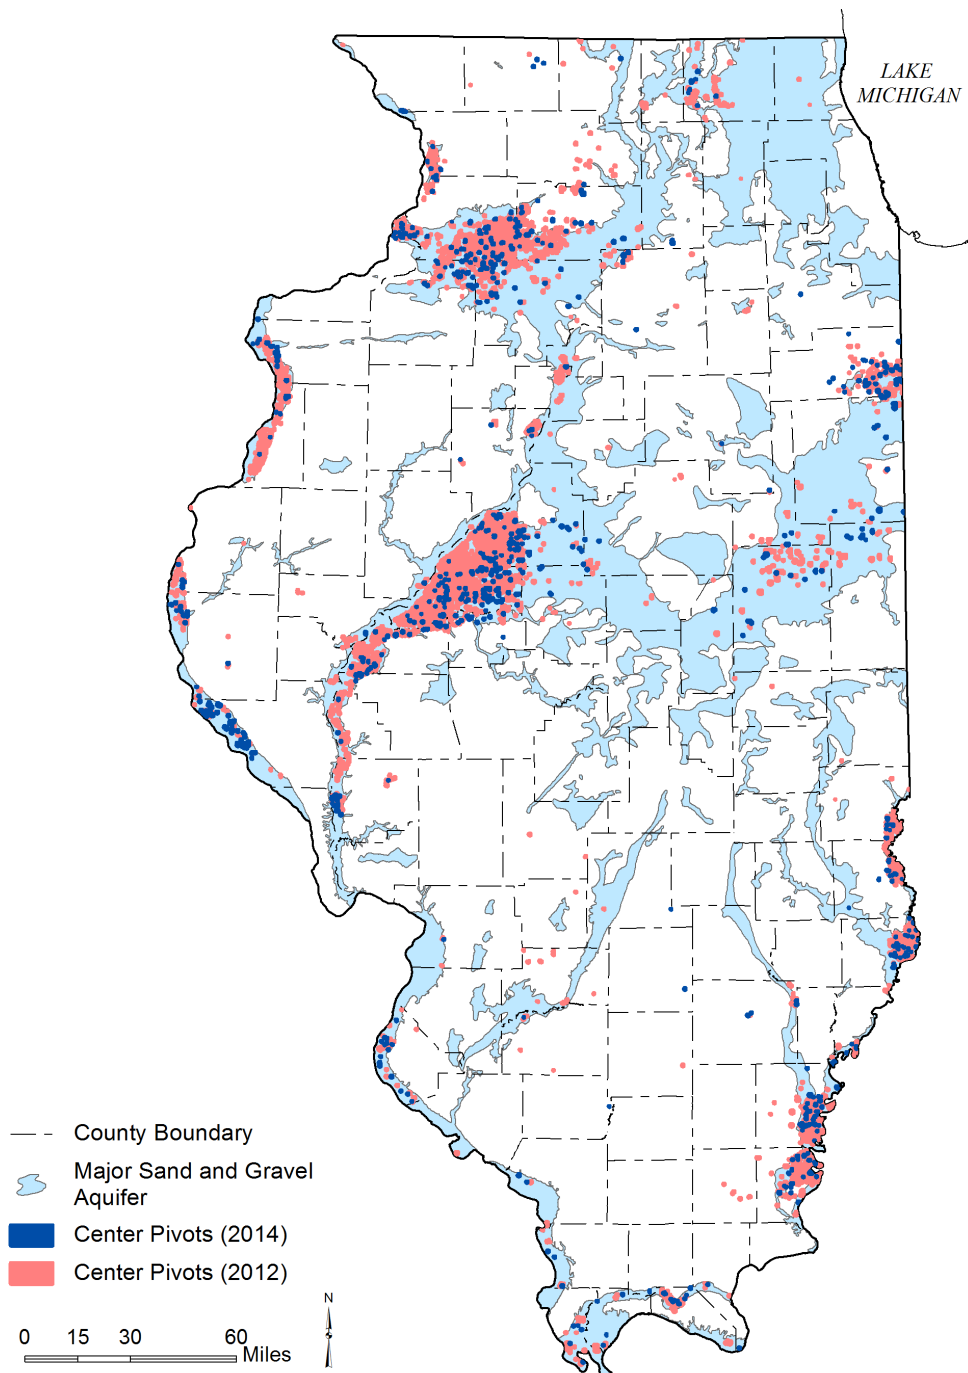 LAKE
MICHIGAN
County Boundary
Major Sand and Gravel
Aquifer
Center Pivots (2014)
Center Pivots (2012)
N
0 15 30 60
Miles